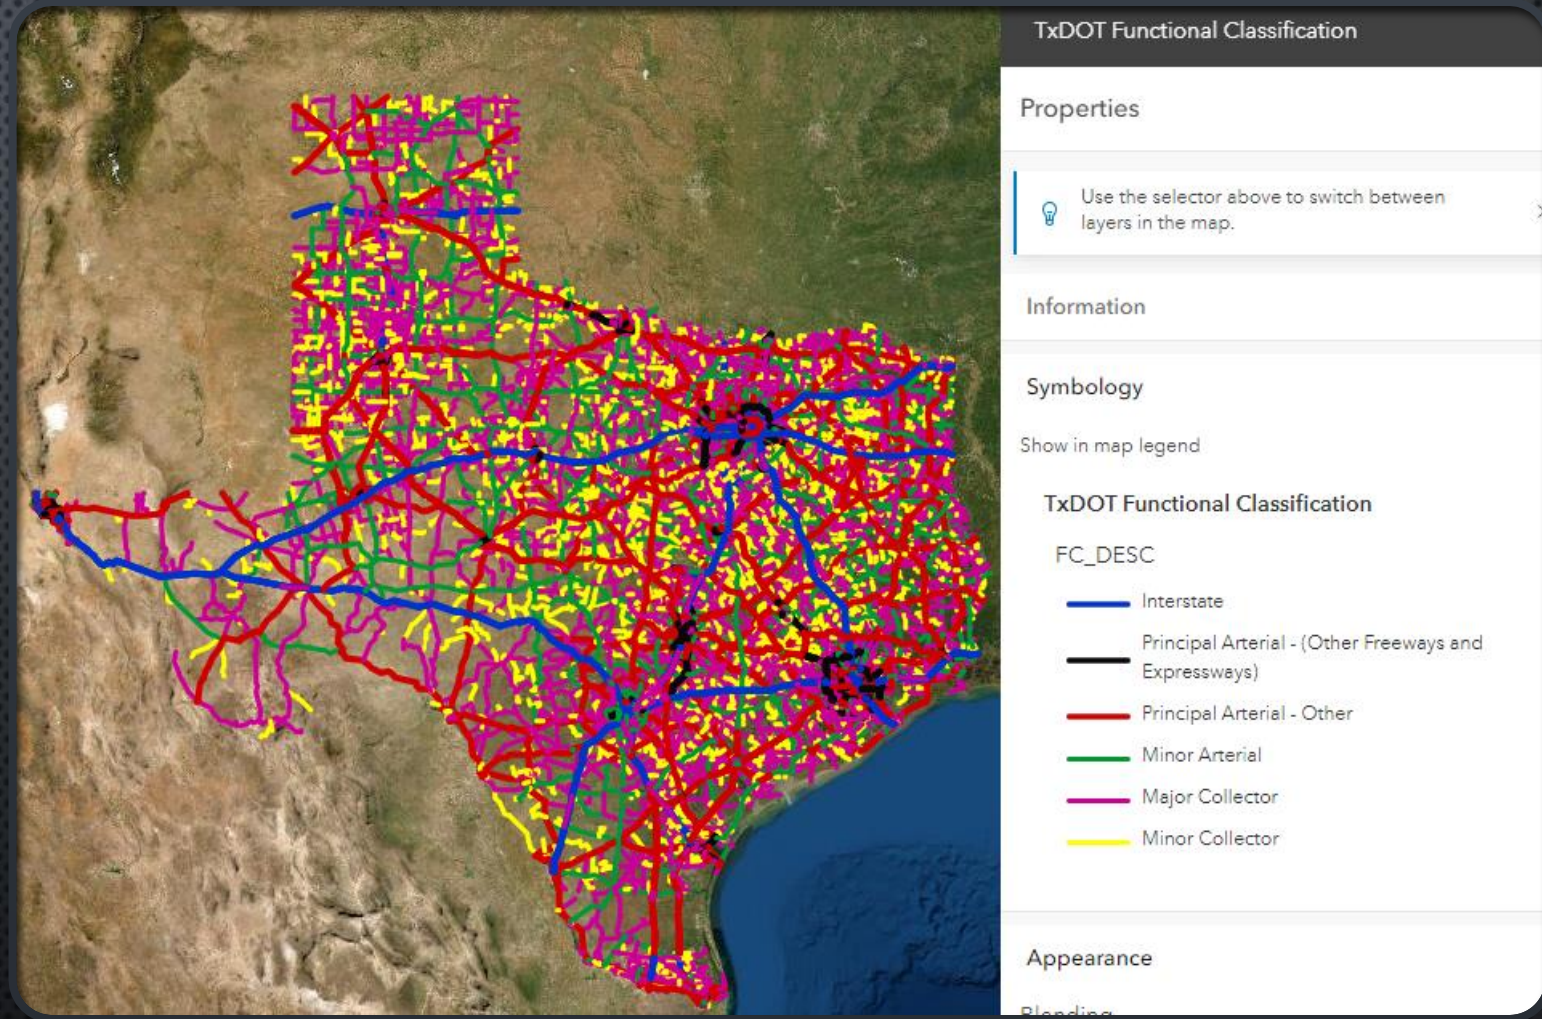 TxDOT Functional Classification
Properties
Use the selector above to switch between
layers in the map.
Information
Symbology
Show in map legend
TxDOT Functional Classification
FC_DESC
Interstate
Principal Arterial - (Other Freeways and
Expressways)
Principal Arterial - Other
Minor Arterial
Major Collector
Minor Collector
Appearance
Blending